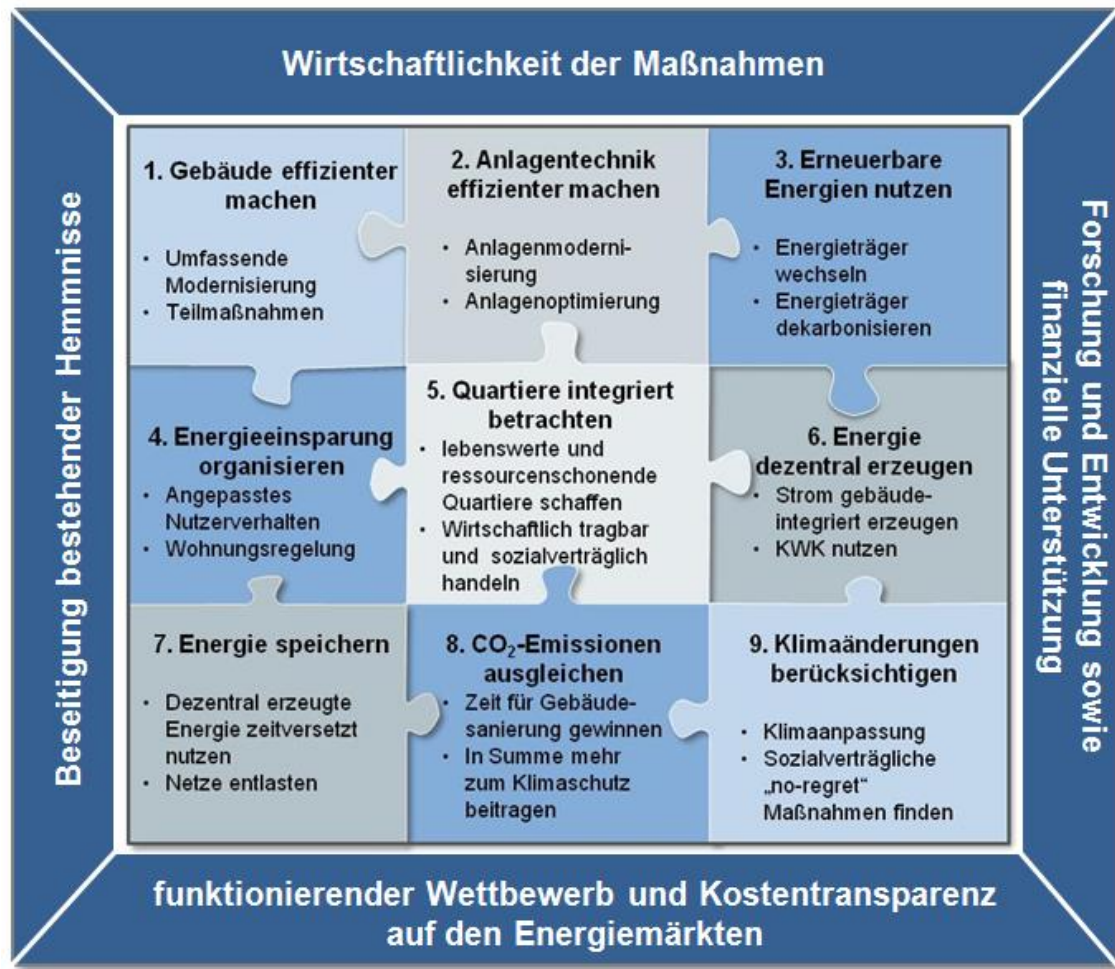 Wirtschaftlichkeit der Maßnahmen
Beseitigung bestehender Hemmnisse
1. Gebäude effizienter
machen
• Umfassende
Modernisierung
• Teilmaßnahmen
2. Anlagentechnik
effizienter machen
• Anlagenmoderni-
sierung
• Anlagenoptimierung
3. Erneuerbare
Energien nutzen
• Energieträger
wechseln
• Energieträger
dekarbonisieren
4. Energieeinsparung
organisieren
• Angepasstes
Nutzerverhalten
• Wohnungsregelung
5. Quartiere integriert
betrachten
• lebenswerte und
ressourcenschonende
Quartiere schaffen
• Wirtschaftlich tragbar
und sozialverträglich
handeln
6. Energie
dezentral erzeugen
• Strom gebäude-
integriert erzeugen
• KWK nutzen
7. Energie speichern
• Dezentral erzeugte
Energie zeitversetzt
nutzen
• Netze entlasten
8. CO₂-Emissionen
ausgleichen
• Zeit für Gebäude-
sanierung gewinnen
• In Summe mehr
zum Klimaschutz
beitragen
9. Klimaänderungen
berücksichtigen
• Klimaanpassung
• Sozialverträgliche
„no-regret“
Maßnahmen finden
Forschung und Entwicklung sowie
finanzielle Unterstützung
funktionierender Wettbewerb und Kostentransparenz
auf den Energiemärkten